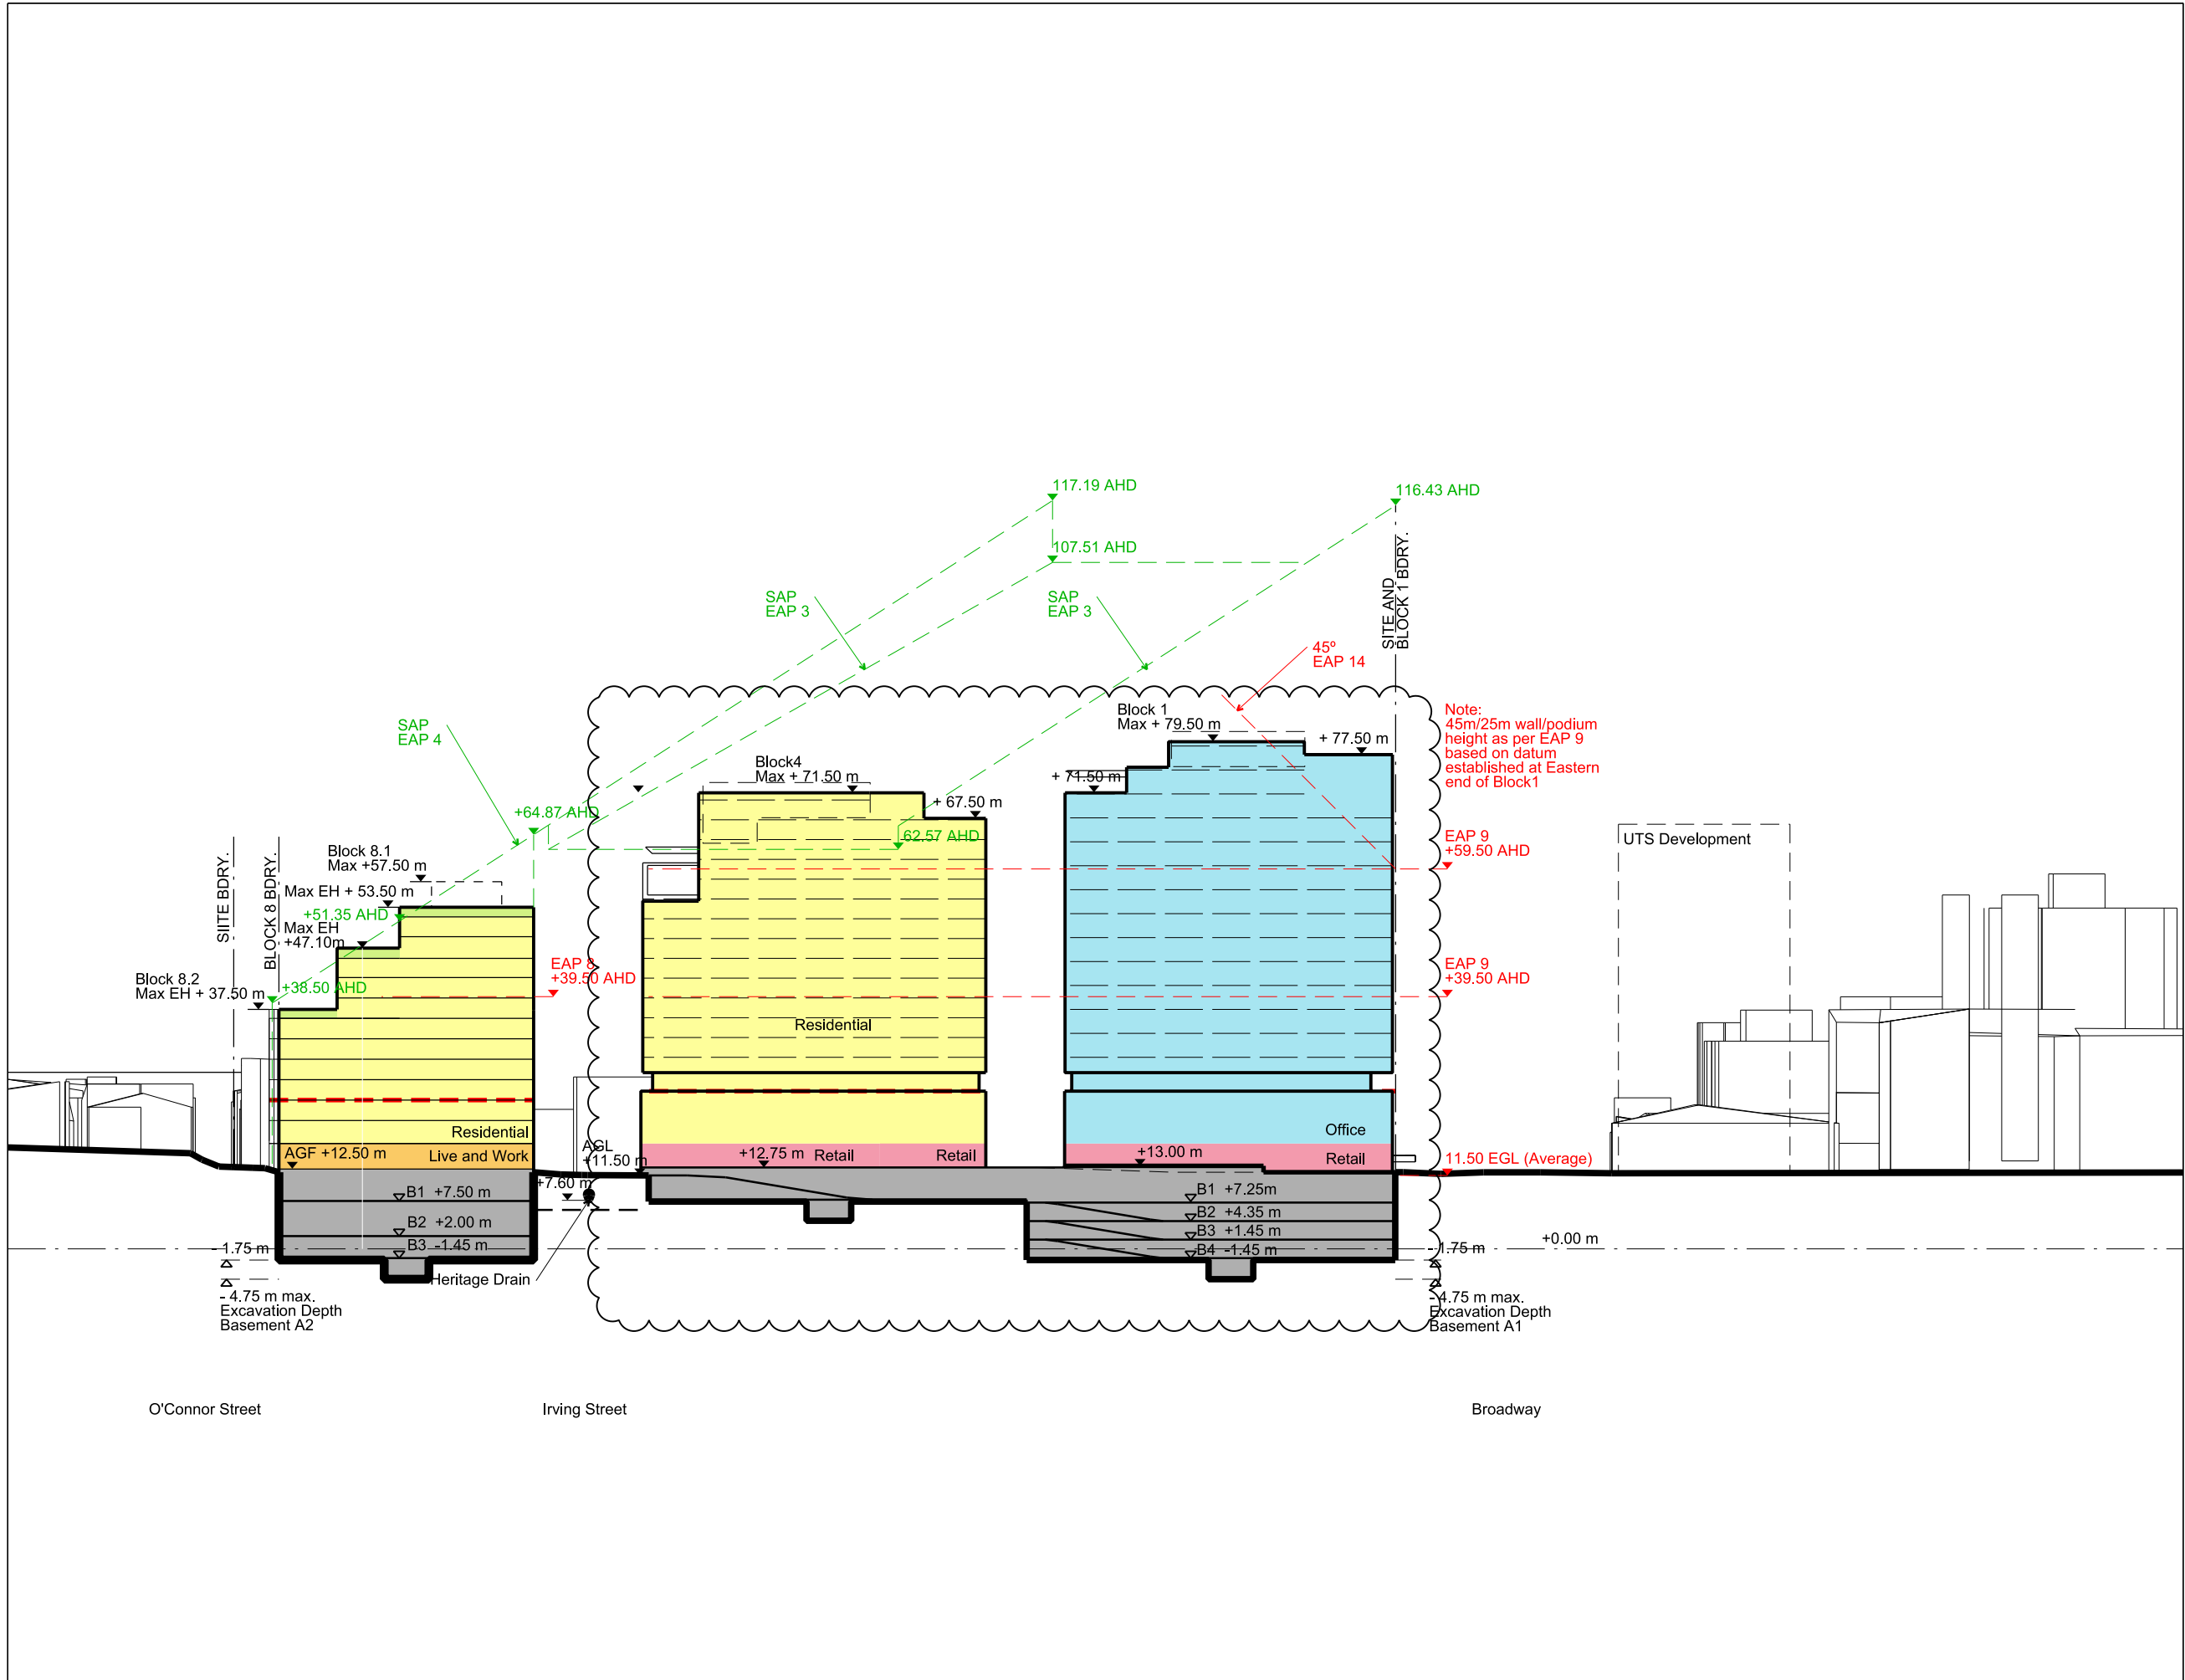 117.19 AHD
116.43 AHD
107.51 AHD
SITE AND
BLOCK 1 BDRY.
SAP
EAP 3
SAP
EAP 3
45º
EAP 14
SAP
EAP 4
Block 1
Max + 79.50 m
+ 77.50 m
Note:
45m/25m wall/podium
height as per EAP 9
based on datum
established at Eastern
end of Block1
Block4
Max + 71.50 m
+ 71.50 m
+ 67.50 m
+64.87 AHD
62.57 AHD
EAP 9
+59.50 AHD
UTS Development
SIITE BDRY.
BLOCK 8 BDRY.
Block 8.1
Max +57.50 m
Max EH + 53.50 m
+51.35 AHD
Max EH
+47.10m
Block 8.2
Max EH + 37.50 m
+38.50 AHD
EAP 8
+39.50 AHD
EAP 9
+39.50 AHD
Residential
Residential
Office
AGF +12.50 m
Live and Work
AGL
+11.50 m
+12.75 m
Retail
Retail
+13.00 m
Retail
11.50 EGL (Average)
+7.60 m
B1 +7.50 m
B2 +2.00 m
B3 -1.45 m
B1 +7.25m
B2 +4.35 m
B3 +1.45 m
B4 -1.45 m
+0.00 m
- 1.75 m
- 1.75 m
Heritage Drain
- 4.75 m max.
Excavation Depth
Basement A2
- 4.75 m max.
Excavation Depth
Basement A1
O'Connor Street
Irving Street
Broadway